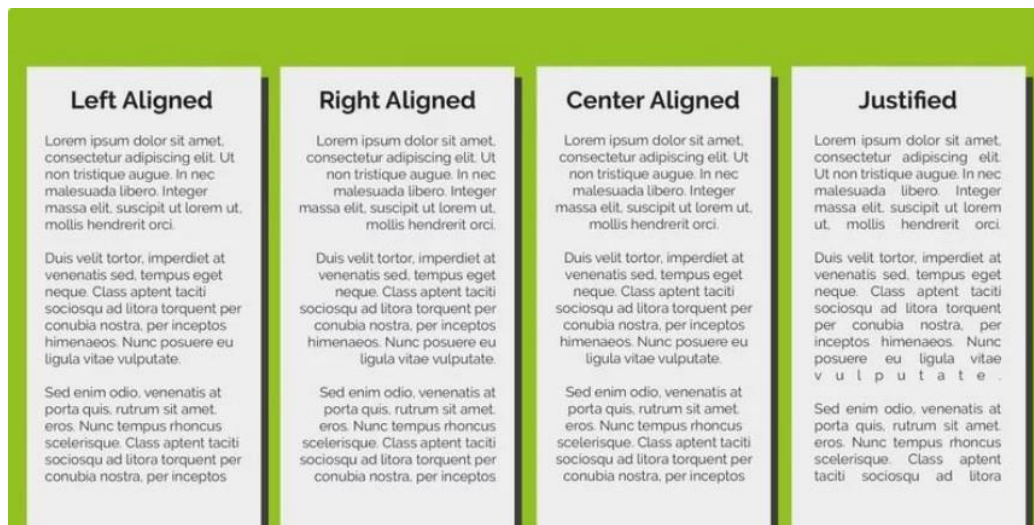 Left Aligned
Lorem ipsum dolor sit amet,
consectetur adipiscing elit. Ut
non tristique augue. In nec
malesuada libero. Integer
massa elit, suscipit ut lorem ut,
mollis hendrerit orci.
Duis velit tortor, imperdiet at
venenatis sed, tempus eget
neque. Class aptent taciti
sociosqu ad litora torquent per
conubia nostra, per inceptos
himenaeos. Nunc posuere eu
ligula vitae vulputate.
Sed enim odio, venenatis at
porta quis, rutrum sit amet.
eros. Nunc tempus rhoncus
scelerisque. Class aptent taciti
sociosqu ad litora torquent per
conubia nostra, per inceptos
Right Aligned
Lorem ipsum dolor sit amet,
consectetur adipiscing elit. Ut
non tristique augue. In nec
malesuada libero. Integer
massa elit, suscipit ut lorem ut,
mollis hendrerit orci.
Duis velit tortor, imperdiet at
venenatis sed, tempus eget
neque. Class aptent taciti
sociosqu ad litora torquent per
conubia nostra, per inceptos
himenaeos. Nunc posuere eu
ligula vitae vulputate.
Sed enim odio, venenatis at
porta quis, rutrum sit amet.
eros. Nunc tempus rhoncus
scelerisque. Class aptent taciti
sociosqu ad litora torquent per
conubia nostra, per inceptos
Center Aligned
Lorem ipsum dolor sit amet,
consectetur adipiscing elit. Ut
non tristique augue. In nec
malesuada libero. Integer
massa elit, suscipit ut lorem ut,
mollis hendrerit orci.
Duis velit tortor, imperdiet at
venenatis sed, tempus eget
neque. Class aptent taciti
sociosqu ad litora torquent per
conubia nostra, per inceptos
himenaeos. Nunc posuere eu
ligula vitae vulputate.
Sed enim odio, venenatis at
porta quis, rutrum sit amet.
eros. Nunc tempus rhoncus
scelerisque. Class aptent taciti
sociosqu ad litora torquent per
conubia nostra, per inceptos
Justified
Lorem ipsum dolor sit amet,
consectetur adipiscing elit.
Ut non tristique augue. In nec
malesuada libero. Integer
massa elit, suscipit ut lorem
ut, mollis hendrerit orci.
Duis velit tortor, imperdiet at
venenatis sed, tempus eget
neque. Class aptent taciti
sociosqu ad litora torquent
per conubia nostra, per
inceptos himenaeos. Nunc
posuere eu ligula vitae
v u l p u t a t e .
Sed enim odio, venenatis at
porta quis, rutrum sit amet.
eros. Nunc tempus rhoncus
scelerisque. Class aptent
taciti sociosqu ad litora